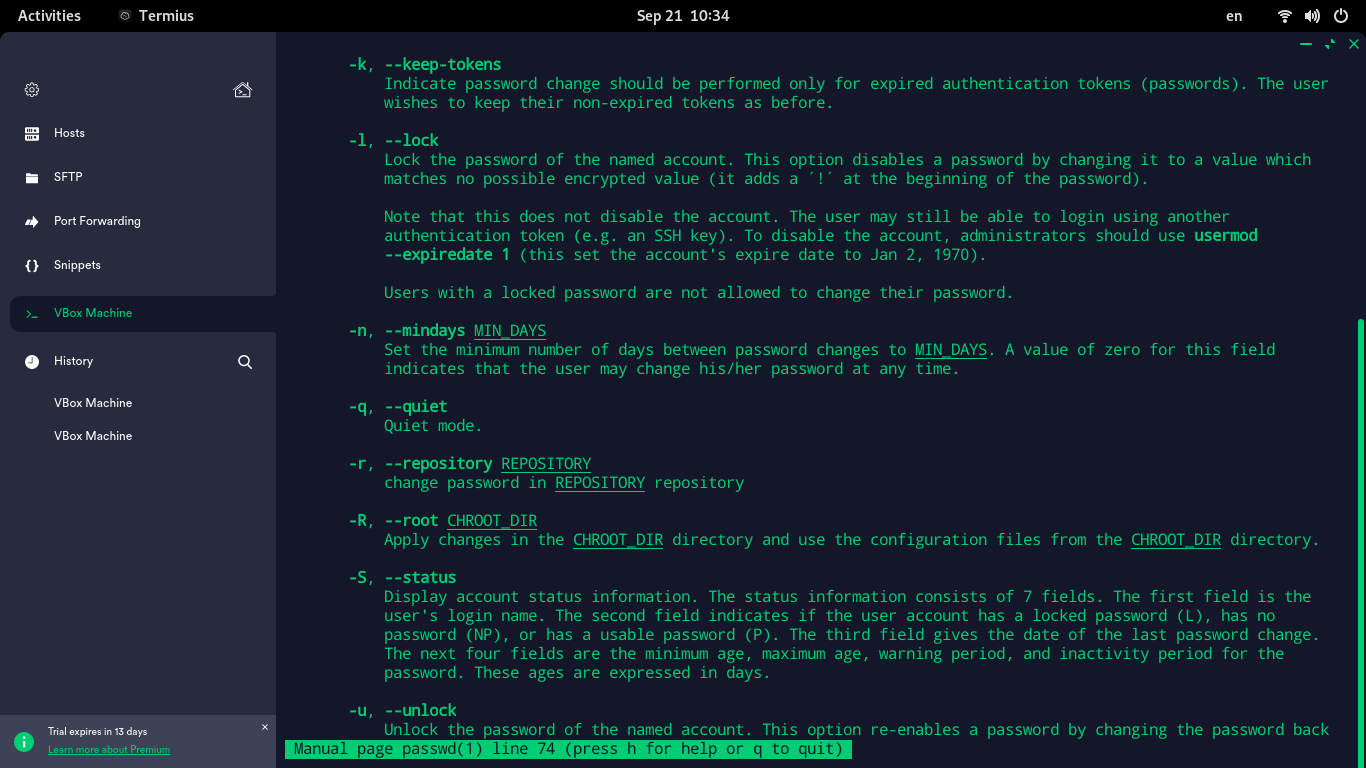 Activities
Termius
Sep 21 10:34
en
Hosts
SFTP
Port Forwarding
Snippets
VBox Machine
History
VBox Machine
VBox Machine
Trial expires in 13 days
Learn more about Premium
-k, --keep-tokens
Indicate password change should be performed only for expired authentication tokens (passwords). The user
wishes to keep their non-expired tokens as before.
-l, --lock
Lock the password of the named account. This option disables a password by changing it to a value which
matches no possible encrypted value (it adds a ´!´ at the beginning of the password).
Note that this does not disable the account. The user may still be able to login using another
authentication token (e.g. an SSH key). To disable the account, administrators should use usermod
--expiredate 1 (this set the account's expire date to Jan 2, 1970).
Users with a locked password are not allowed to change their password.
-n, --mindays MIN_DAYS
Set the minimum number of days between password changes to MIN_DAYS. A value of zero for this field
indicates that the user may change his/her password at any time.
-q, --quiet
Quiet mode.
-r, --repository REPOSITORY
change password in REPOSITORY repository
-R, --root CHROOT_DIR
Apply changes in the CHROOT_DIR directory and use the configuration files from the CHROOT_DIR directory.
-S, --status
Display account status information. The status information consists of 7 fields. The first field is the
user's login name. The second field indicates if the user account has a locked password (L), has no
password (NP), or has a usable password (P). The third field gives the date of the last password change.
The next four fields are the minimum age, maximum age, warning period, and inactivity period for the
password. These ages are expressed in days.
-u, --unlock
Unlock the password of the named account. This option re-enables a password by changing the password back
Manual page passwd(1) line 74 (press h for help or q to quit)